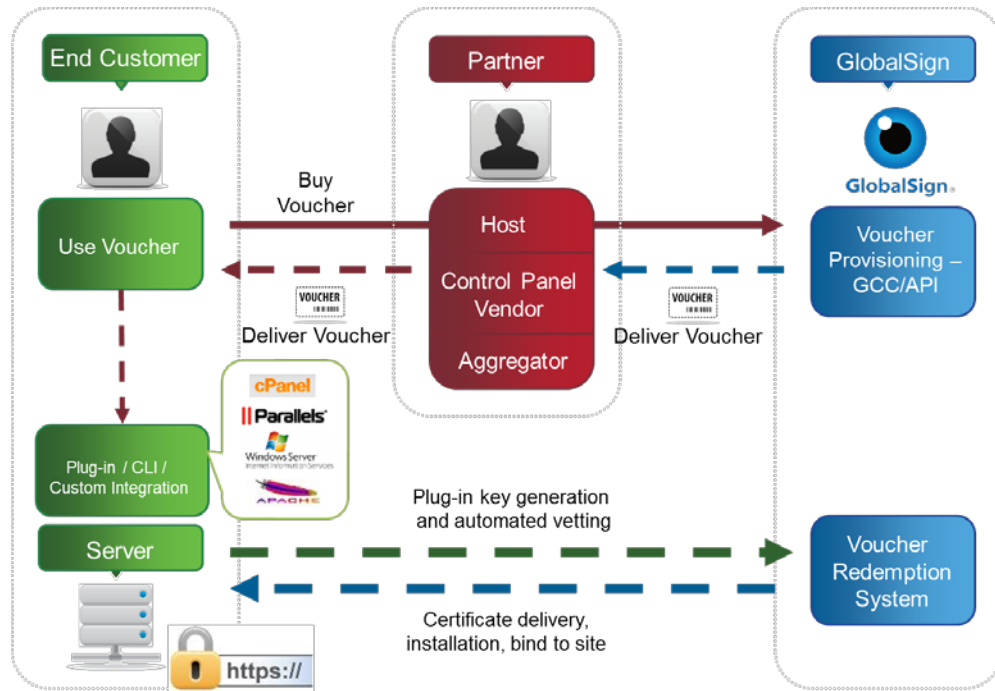 End Customer
Partner
GlobalSign
GlobalSign®
Buy
Voucher
Use Voucher
Host
Control Panel
Vendor
Aggregator
Voucher
Provisioning –
GCC/API
VOUCHER
Deliver Voucher
VOUCHER
Deliver Voucher
cPanel
Parallels®
Windows Server
Internet Information Services
APACHE
Plug-in / CLI /
Custom Integration
Plug-in key generation
and automated vetting
Server
Voucher
Redemption
System
Certificate delivery,
installation, bind to site
https://